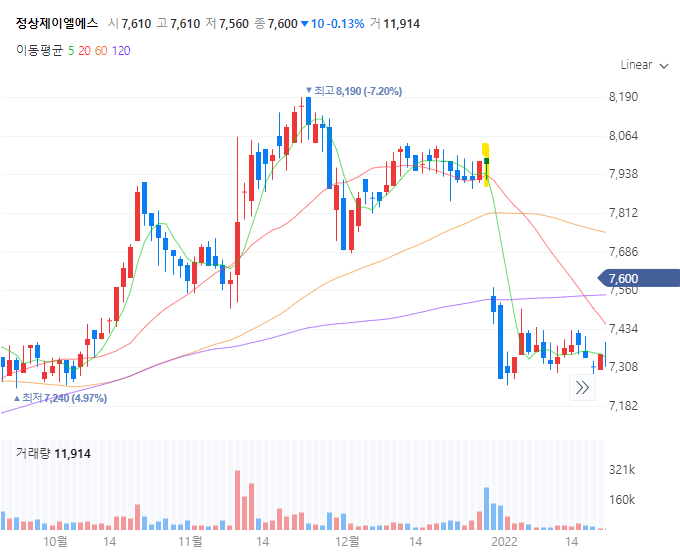 정상제이엘에스 시 7,610 고 7,610 저 7,560 종 7,600 ▼ 10 -0.13% 거 11,914
이동평균 5 20 60 120
Linear
▼최고 8,190 (-7.20%)
8,190
8,064
7,938
7,812
7,686
7,600
7,560
7,434
7,308
7,182
▲최저 7,240 (4.97%)
거래량 11,914
321k
160k
10월 14 11월 14 12월 14 2022 14